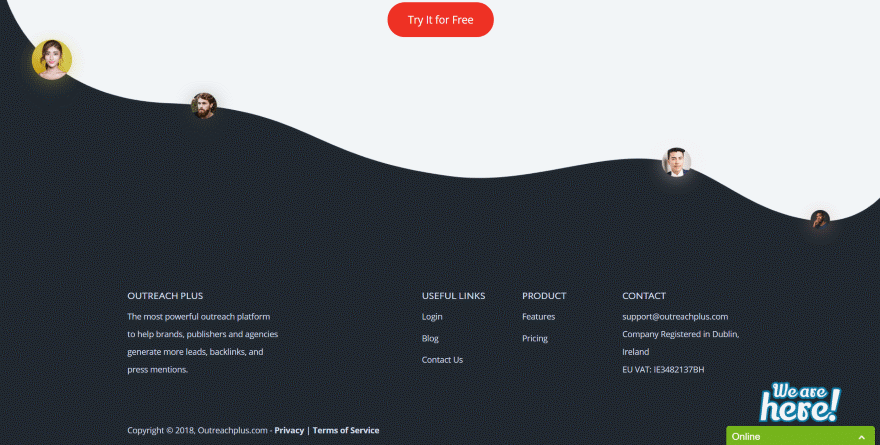 Try It for Free
OUTREACH PLUS
The most powerful outreach platform
to help brands, publishers and agencies
generate more leads, backlinks, and
press mentions.
USEFUL LINKS
Login
Blog
Contact Us
PRODUCT
Features
Pricing
CONTACT
support@outreachplus.com
Company Registered in Dublin,
Ireland
EU VAT: IE3482137BH
Copyright © 2018, Outreachplus.com - Privacy | Terms of Service
We are
here!
Online